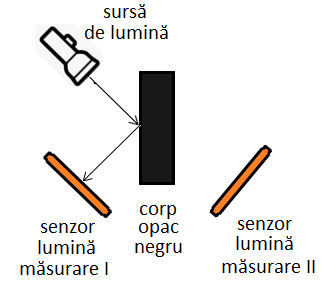 sursă
de lumină
corp
opac
negru
senzor
lumină
măsurare I
senzor
lumină
măsurare II